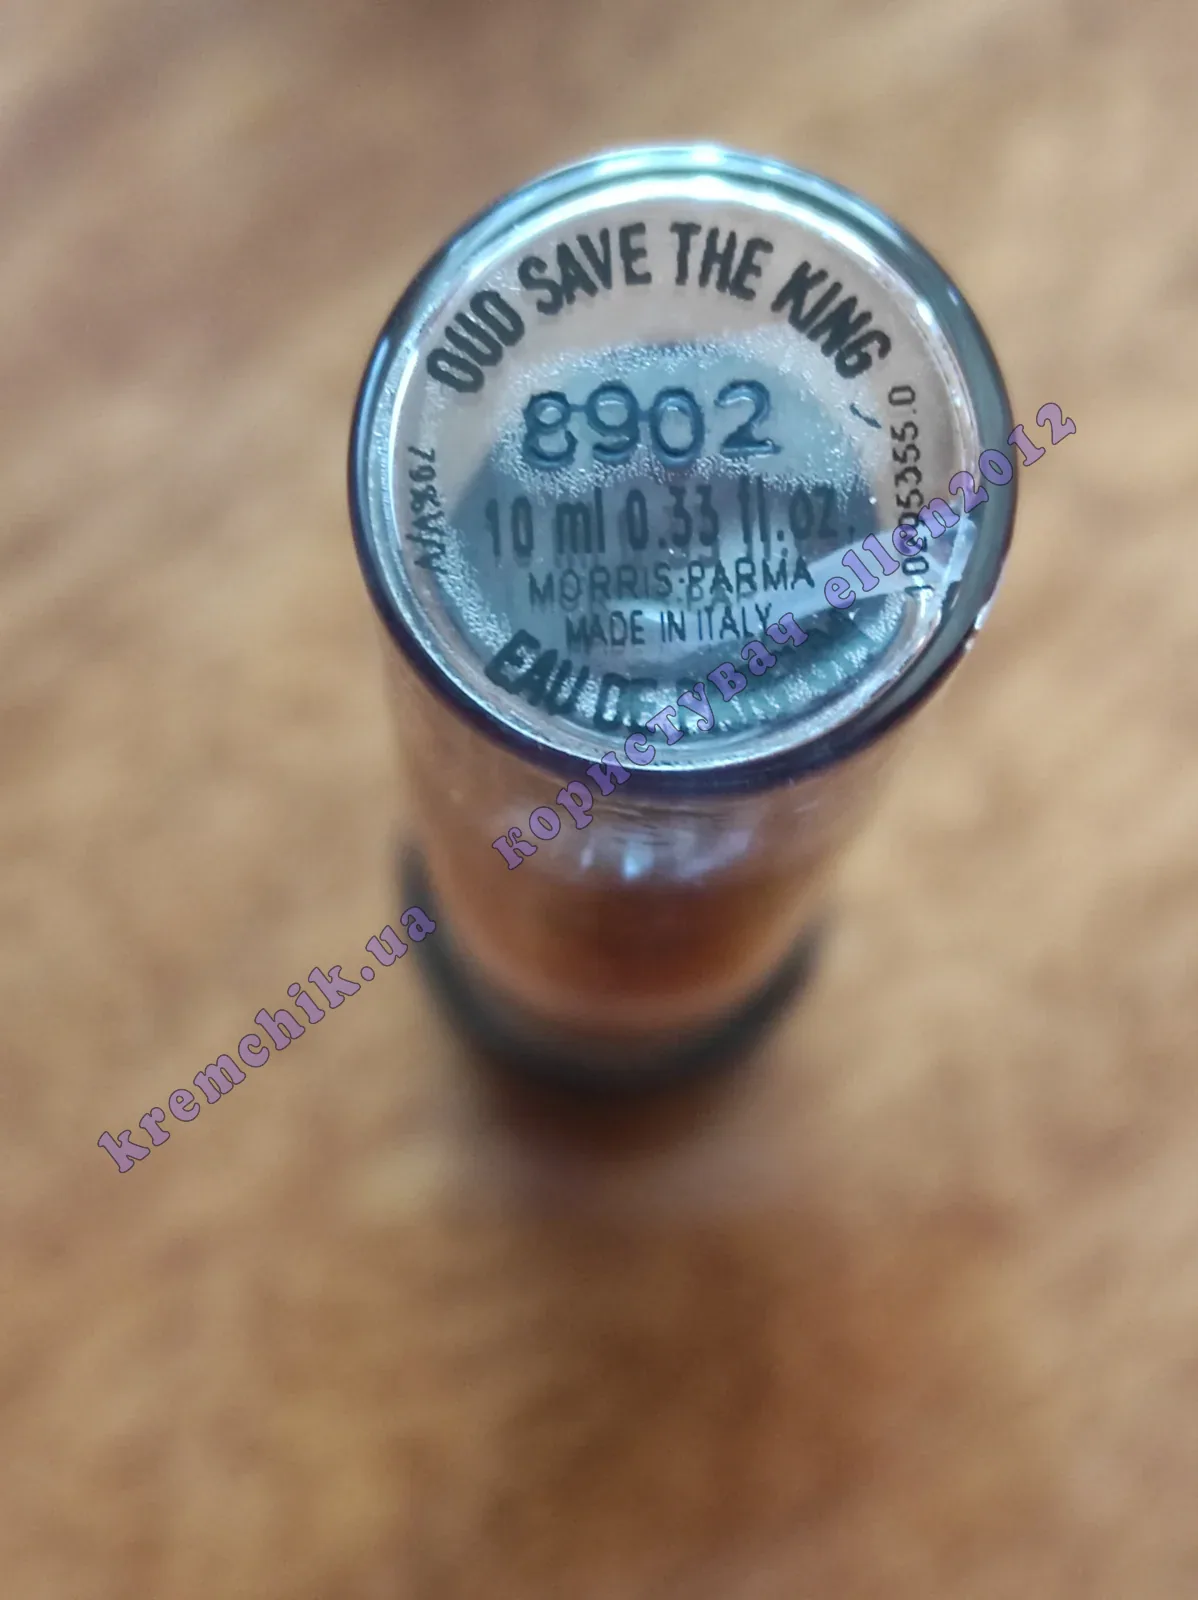 OUD SAVE THE KING
8902
10 ml 0.33 fl.oz.
MORRIS-PARMA
MADE IN ITALY
EAU DE
79%V/V
kremchik.ua користувач ellen2012